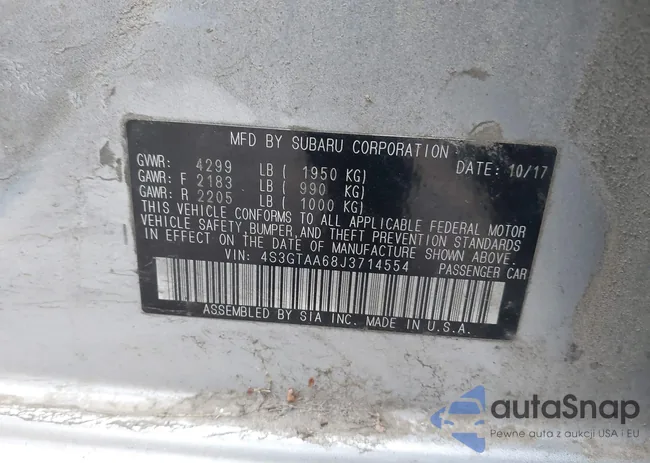 MFD BY SUBARU CORPORATION
GVWR: 4299 LB ( 1950 KG) DATE: 10/17
GAWR: F 2183 LB ( 990 KG)
GAWR: R 2205 LB ( 1000 KG)
THIS VEHICLE CONFORMS TO ALL APPLICABLE FEDERAL MOTOR
VEHICLE SAFETY, BUMPER, AND THEFT PREVENTION STANDARDS
IN EFFECT ON THE DATE OF MANUFACTURE SHOWN ABOVE.
VIN: 4S3GTAA68J3714554 PASSENGER CAR
ASSEMBLED BY SIA INC. MADE IN U.S.A.
autaSnap
Pewne auta z aukcji USA i EU